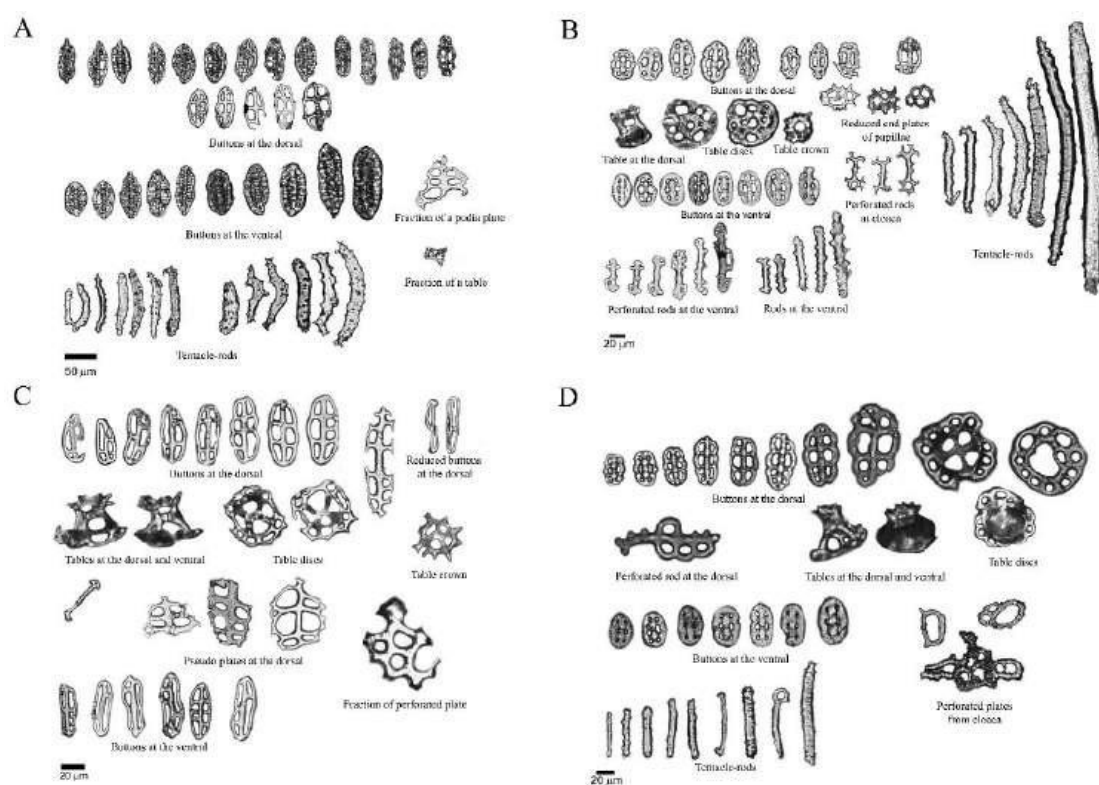 A
Buttons at the dorsal
Buttons at the ventral
Fraction of a podia plate
Fraction of a table
Tentacle-rods
50 µm
B
Buttons at the dorsal
Reduced end plates
of papillae
Table at the dorsal
Table discs
Table crown
Buttons at the ventral
Perforated rods
at cloaca
Tentacle-rods
Perforated rods at the ventral
Rods at the ventral
20 µm
C
Buttons at the dorsal
Reduced buttons
at the dorsal
Tables at the dorsal and ventral
Table discs
Table crown
Pseudo plates at the dorsal
Fraction of perforated plate
Buttons at the ventral
20 µm
D
Buttons at the dorsal
Perforated rod at the dorsal
Tables at the dorsal and ventral
Table discs
Buttons at the ventral
Perforated plates
from cloaca
Tentacle-rods
20 µm